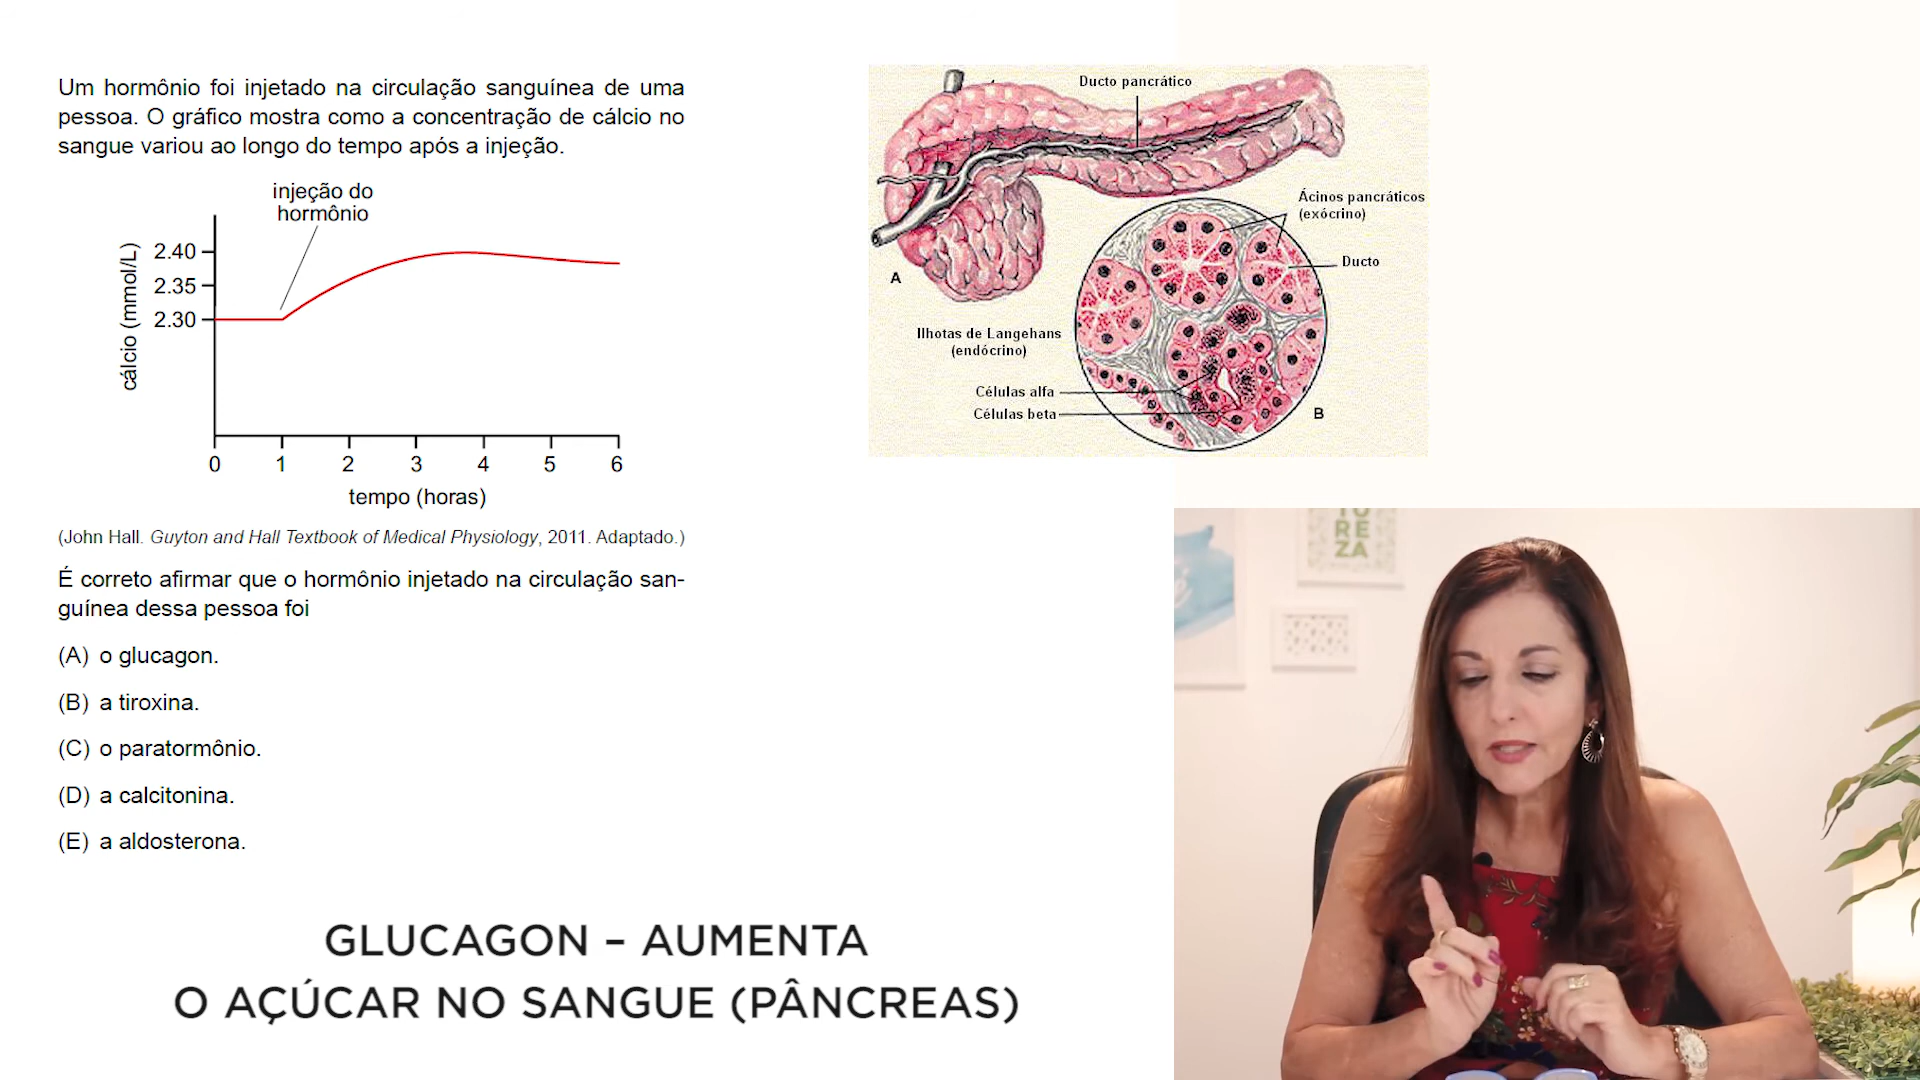 Um hormônio foi injetado na circulação sanguínea de uma
pessoa. O gráfico mostra como a concentração de cálcio no
sangue variou ao longo do tempo após a injeção.
injeção do
hormônio
cálcio (mmol/L)
2.40
2.35
2.30
0 1 2 3 4 5 6
tempo (horas)
(John Hall. Guyton and Hall Textbook of Medical Physiology, 2011. Adaptado.)
É correto afirmar que o hormônio injetado na circulação san-
guínea dessa pessoa foi
(A) o glucagon.
(B) a tiroxina.
(C) o paratormônio.
(D) a calcitonina.
(E) a aldosterona.
GLUCAGON – AUMENTA
O AÇÚCAR NO SANGUE (PÂNCREAS)
Ducto pancrático
Ácinos pancráticos
(exócrino)
Ducto
A
Ilhotas de Langehans
(endócrino)
Células alfa
Células beta
B
RE
ZA